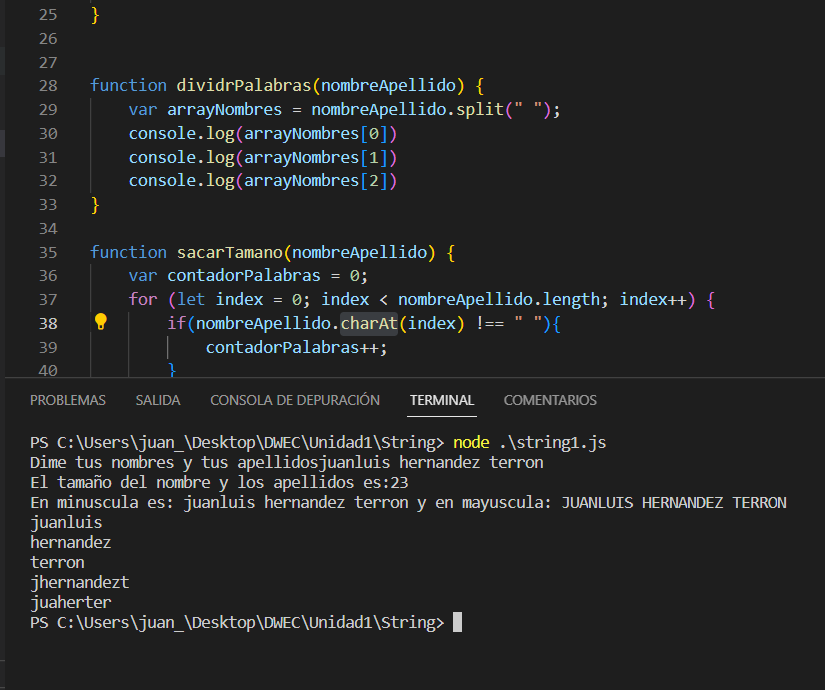 25 }
26
27
28 function dividrPalabras(nombreApellido) {
29 var arrayNombres = nombreApellido.split(" ");
30 console.log(arrayNombres[0])
31 console.log(arrayNombres[1])
32 console.log(arrayNombres[2])
33 }
34
35 function sacarTamano(nombreApellido) {
36 var contadorPalabras = 0;
37 for (let index = 0; index < nombreApellido.length; index++) {
38 if(nombreApellido.charAt(index) !== " "){
39 contadorPalabras++;
40 }
PROBLEMAS SALIDA CONSOLA DE DEPURACIÓN TERMINAL COMENTARIOS
PS C:\Users\juan_\Desktop\DWEC\Unidad1\String> node .\string1.js
Dime tus nombres y tus apellidosjuanluis hernandez terron
El tamaño del nombre y los apellidos es:23
En minuscula es: juanluis hernandez terron y en mayuscula: JUANLUIS HERNANDEZ TERRON
juanluis
hernandez
terron
jhernandezt
juaherter
PS C:\Users\juan_\Desktop\DWEC\Unidad1\String>